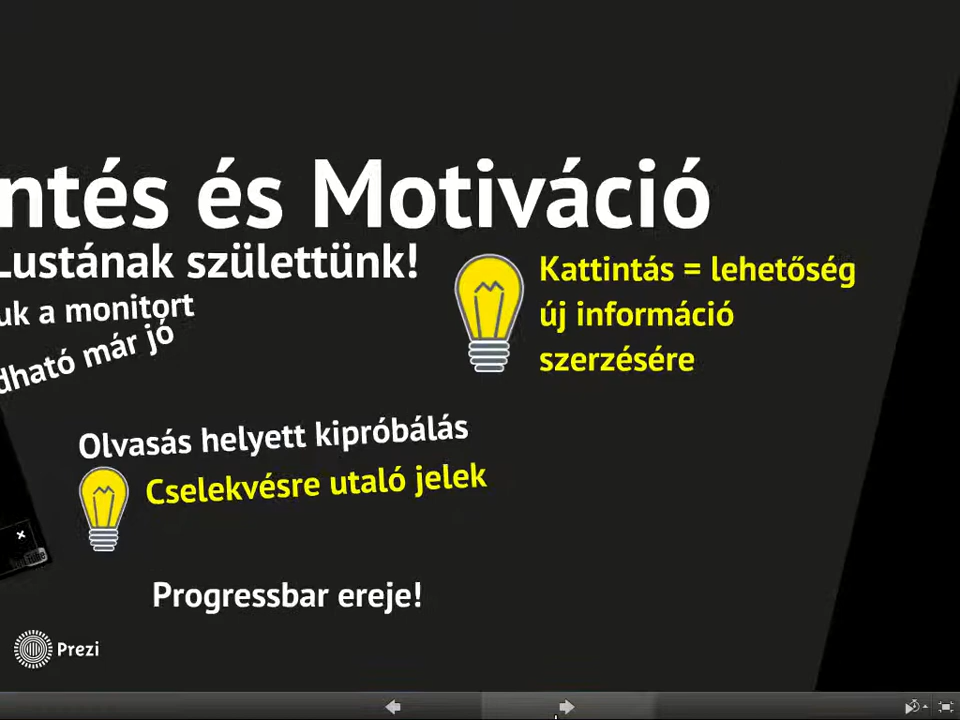 ntés és Motiváció
Lustának születtünk!
uk a monitort
dható már jó
Kattintás = lehetőség
új információ
szerzésére
Olvasás helyett kipróbálás
Cselekvésre utaló jelek
Progressbar ereje!
Prezi